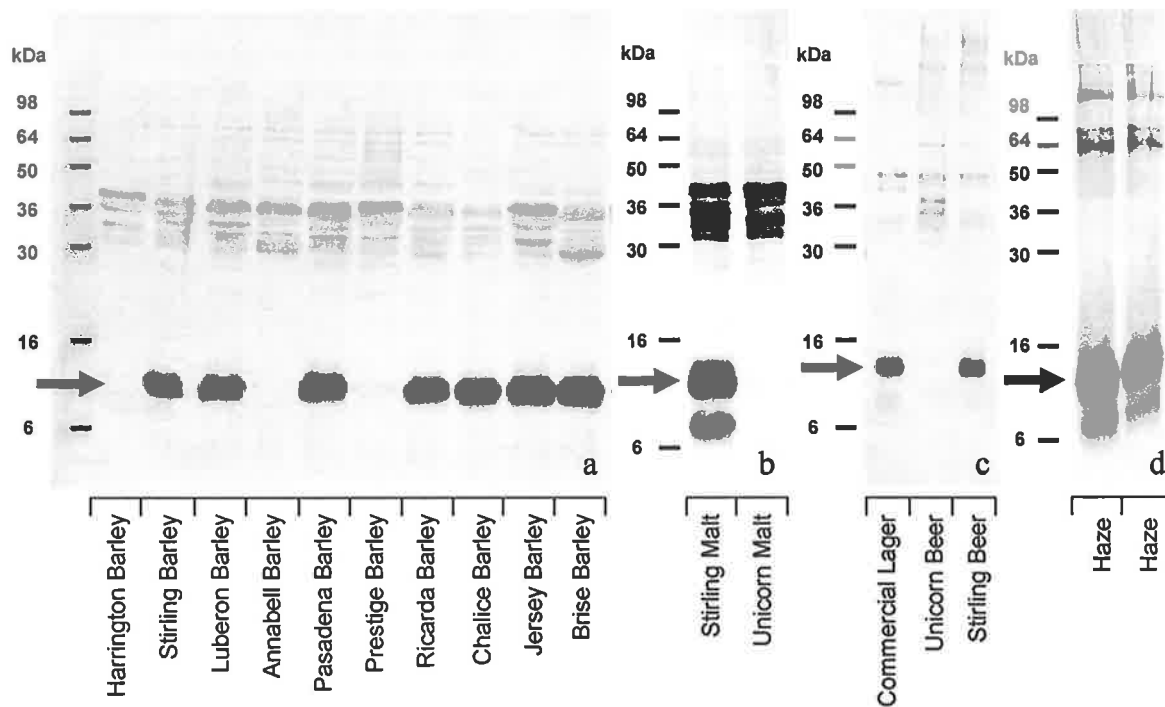 kDa
98
64
50
36
30
16
6
a
Harrington Barley
Stirling Barley
Luberon Barley
Annabell Barley
Pasadena Barley
Prestige Barley
Ricarda Barley
Chalice Barley
Jersey Barley
Brise Barley
kDa
98
64
50
36
30
16
6
b
Stirling Malt
Unicorn Malt
kDa
98
64
50
36
30
16
6
c
Commercial Lager
Unicorn Beer
Stirling Beer
kDa
98
64
50
36
30
16
6
d
Haze
Haze